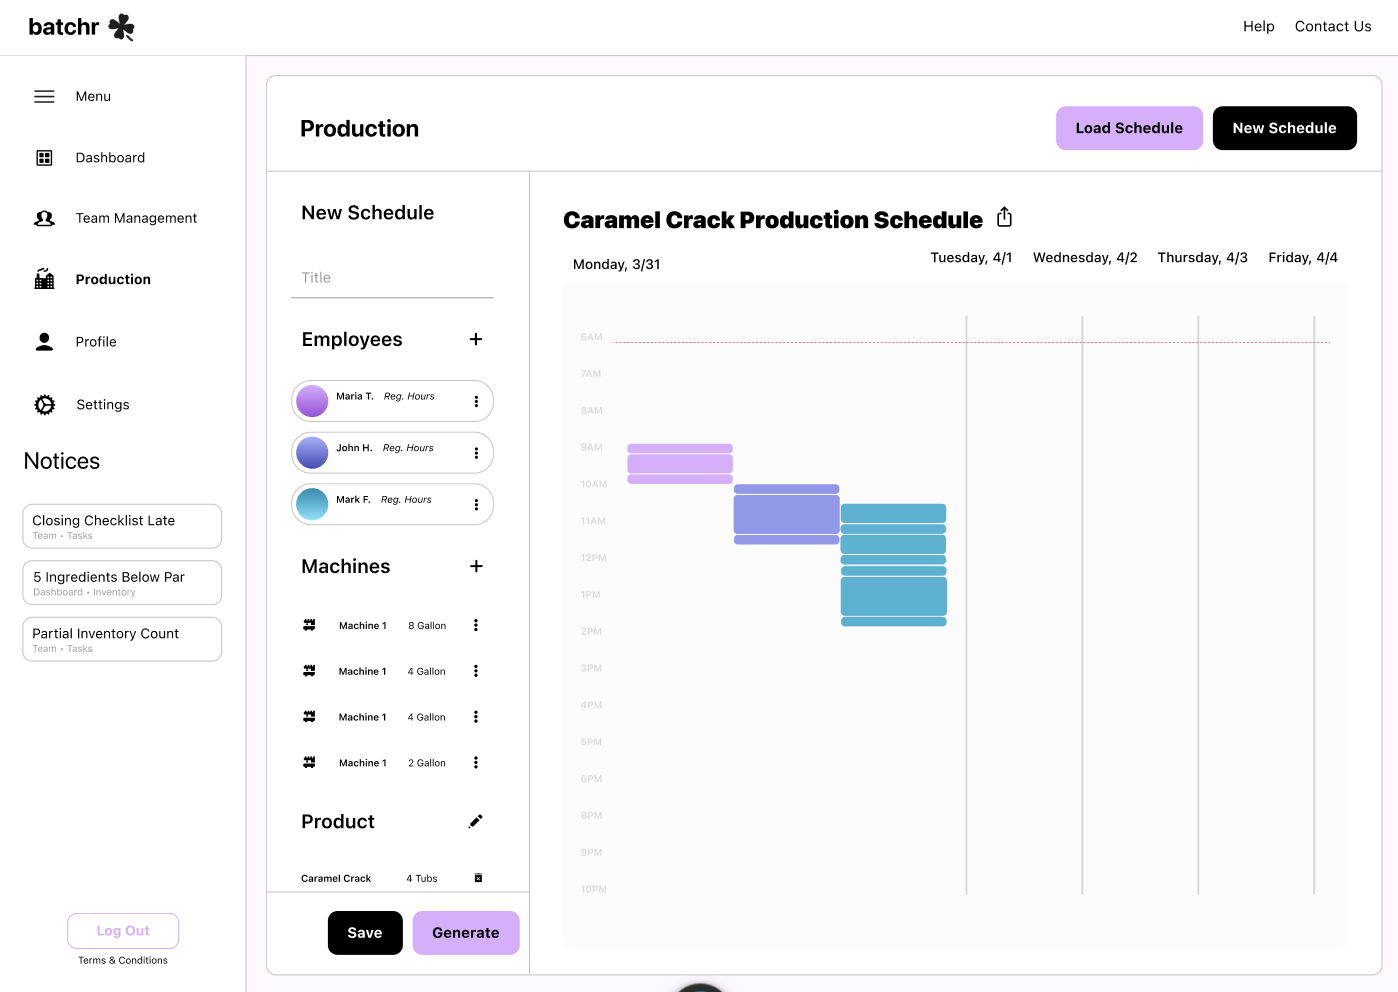 batchr
Help
Contact Us
Menu
Dashboard
Team Management
Production
Profile
Settings
Notices
Closing Checklist Late
Team • Tasks
5 Ingredients Below Par
Dashboard • Inventory
Partial Inventory Count
Team • Tasks
Log Out
Terms & Conditions
Production
Load Schedule
New Schedule
New Schedule
Title
Employees
Maria T. Reg. Hours
John H. Reg. Hours
Mark F. Reg. Hours
Machines
Machine 1 8 Gallon
Machine 1 4 Gallon
Machine 1 4 Gallon
Machine 1 2 Gallon
Product
Caramel Crack 4 Tubs
Save
Generate
Caramel Crack Production Schedule
Monday, 3/31
Tuesday, 4/1
Wednesday, 4/2
Thursday, 4/3
Friday, 4/4
6AM
7AM
8AM
9AM
10AM
11AM
12PM
1PM
2PM
3PM
4PM
5PM
6PM
7PM
8PM
9PM
10PM